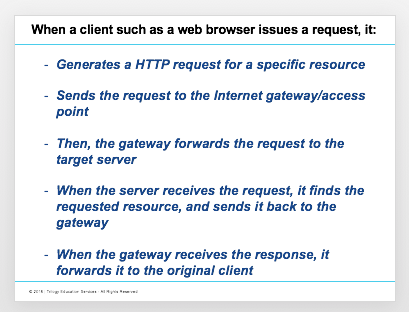 When a client such as a web browser issues a request, it:
- Generates a HTTP request for a specific resource
- Sends the request to the Internet gateway/access
point
- Then, the gateway forwards the request to the
target server
- When the server receives the request, it finds the
requested resource, and sends it back to the
gateway
- When the gateway receives the response, it
forwards it to the original client
© 2018, Trilogy Education Services - All Rights Reserved